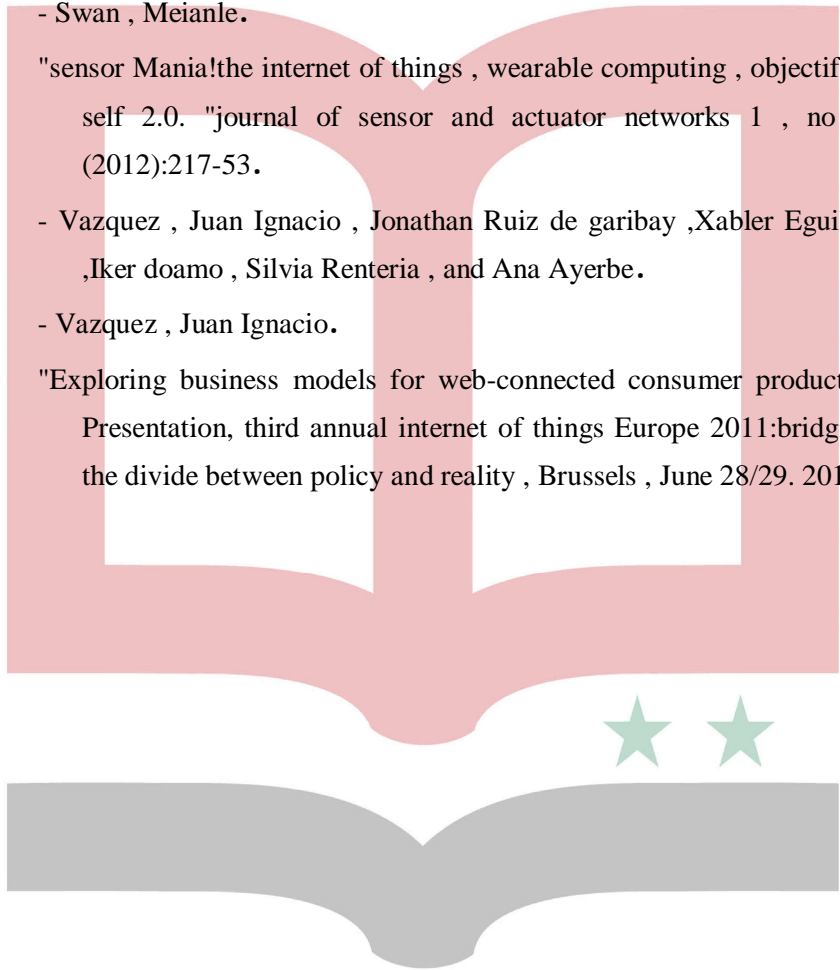 - Swan , Meianle.
"sensor Mania!the internet of things , wearable computing , objectif
self 2.0. "journal of sensor and actuator networks 1 , no
(2012):217-53.
- Vazquez , Juan Ignacio , Jonathan Ruiz de garibay ,Xabler Egui
,Iker doamo , Silvia Renteria , and Ana Ayerbe.
- Vazquez , Juan Ignacio.
"Exploring business models for web-connected consumer product
Presentation, third annual internet of things Europe 2011:bridg
the divide between policy and reality , Brussels , June 28/29. 201